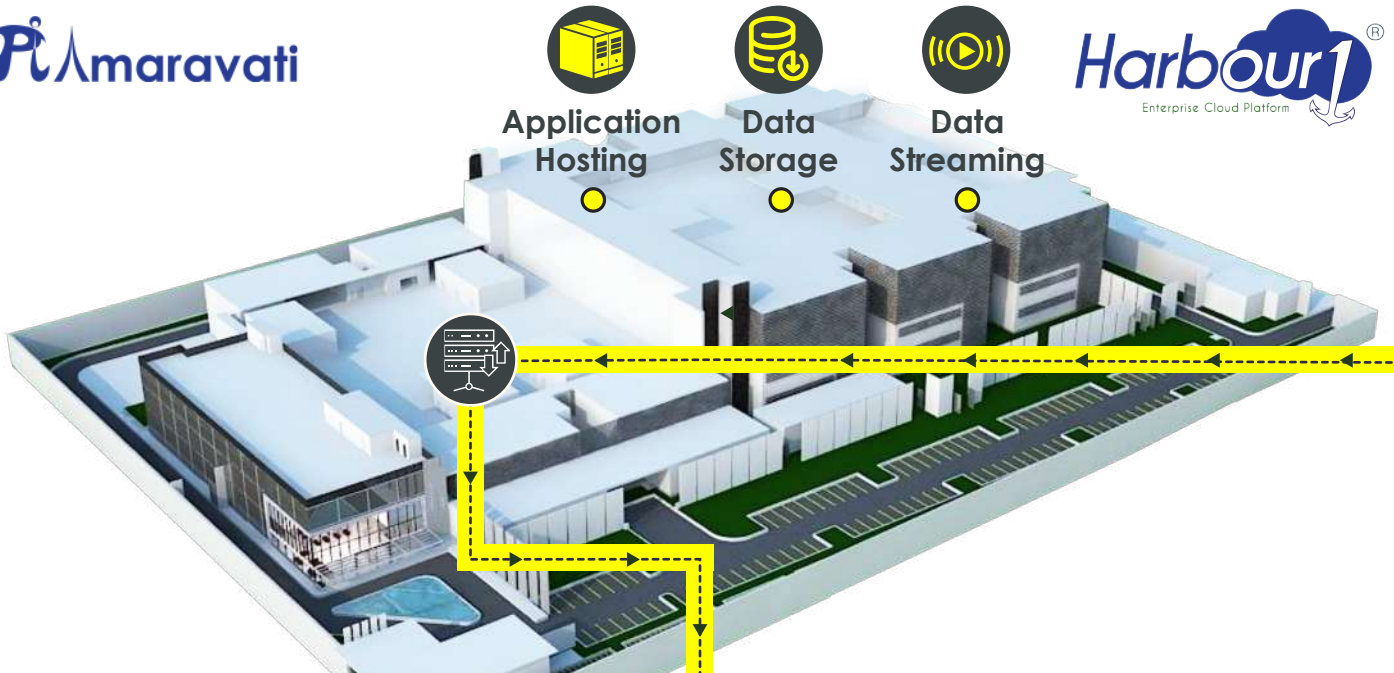 Pi Amaravati
Harbour1®
Enterprise Cloud Platform
Application
Hosting
Data
Storage
Data
Streaming